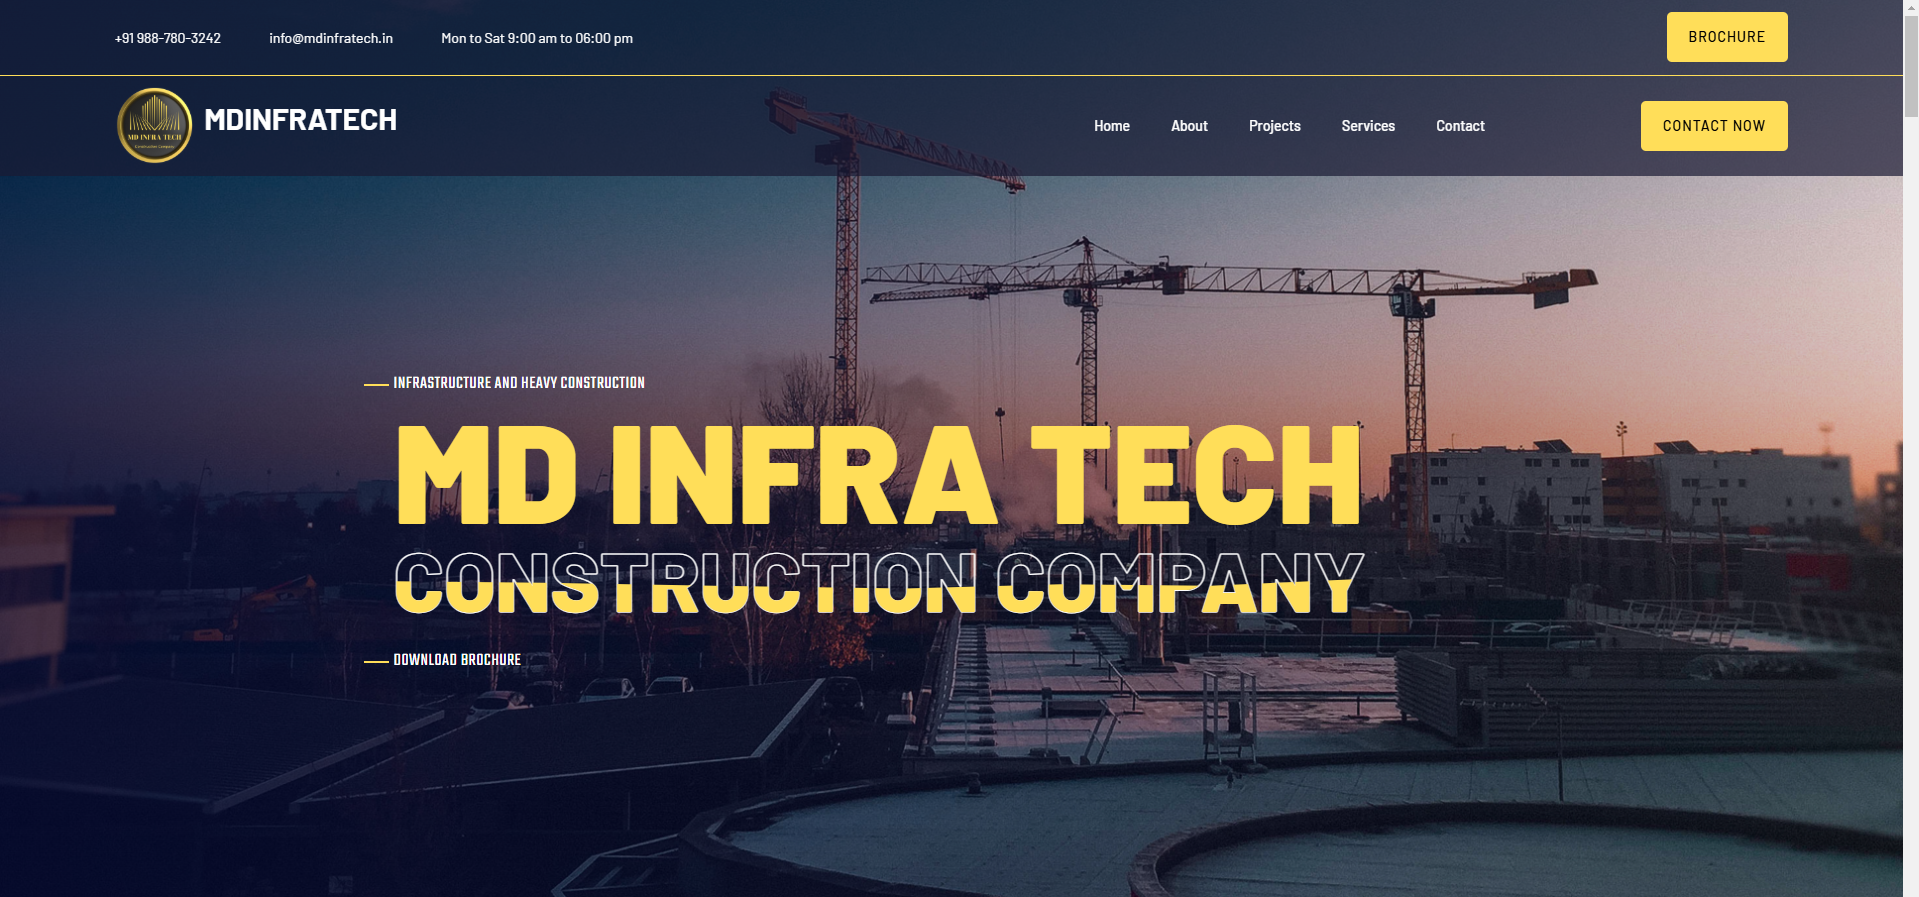 +91 988-780-3242 info@mdinfratech.in Mon to Sat 9:00 am to 06:00 pm BROCHURE
MD INFRA TECH
Construction Company
MDINFRATECH
Home About Projects Services Contact CONTACT NOW
INFRASTRUCTURE AND HEAVY CONSTRUCTION
MD INFRA TECH
CONSTRUCTION COMPANY
DOWNLOAD BROCHURE